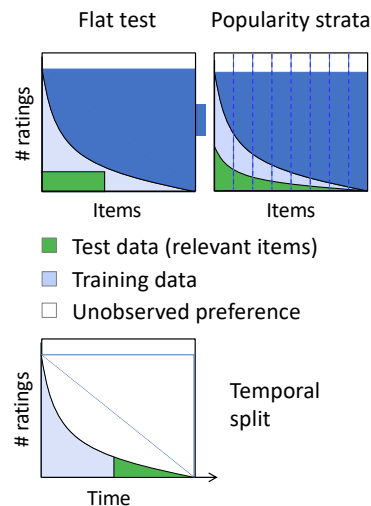 Flat test
Popularity strata
# ratings
Items
Items
Test data (relevant items)
Training data
Unobserved preference
# ratings
Temporal
split
Time